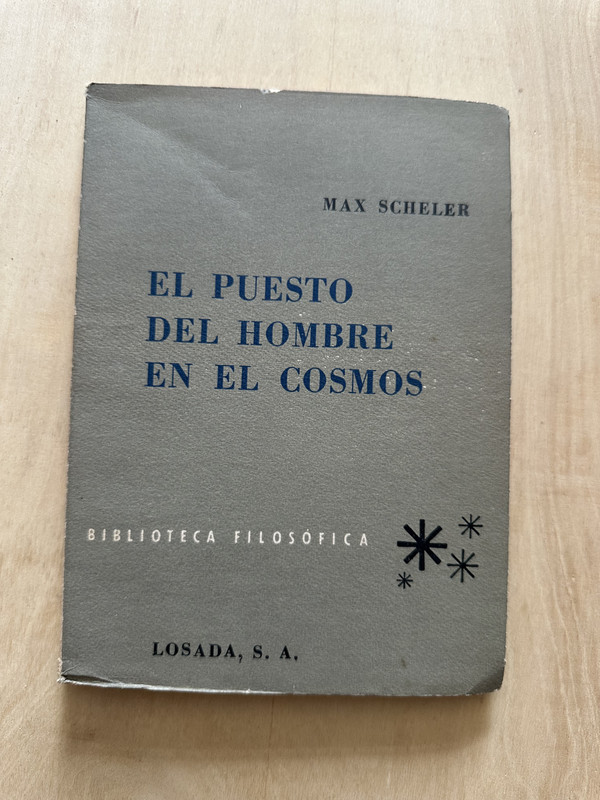 MAX SCHELER
EL PUESTO
DEL HOMBRE
EN EL COSMOS
BIBLIOTECA FILOSÓFICA
LOSADA, S. A.